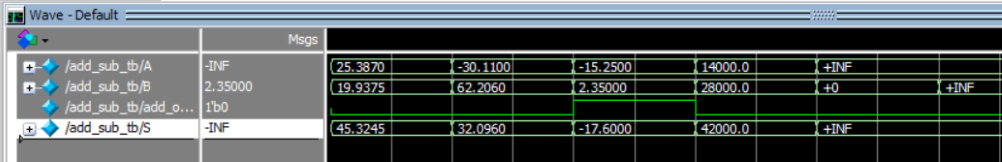 Wave - Default
Msgs
/add_sub_tb/A -INF 25.3870 -30.1100 -15.2500 14000.0 +INF
/add_sub_tb/B 2.35000 19.9375 62.2060 2.35000 28000.0 +0 +INF
/add_sub_tb/add_o... 1'b0
/add_sub_tb/S -INF 45.3245 32.0960 -17.6000 42000.0 +INF